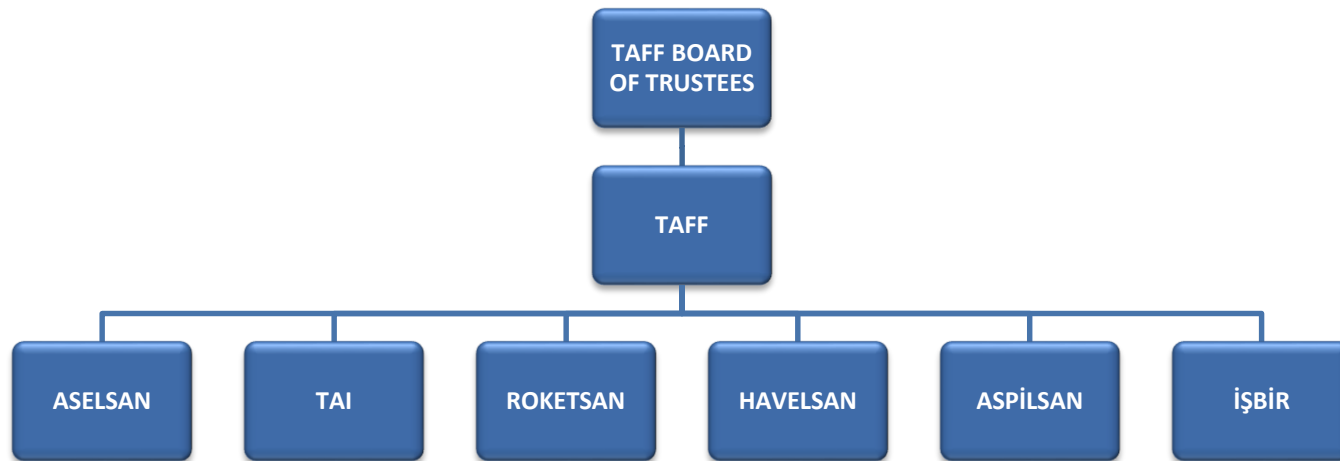 TAFF BOARD
OF TRUSTEES
TAFF
ASELSAN
TAI
ROKETSAN
HAVELSAN
ASPİLSAN
İŞBİR